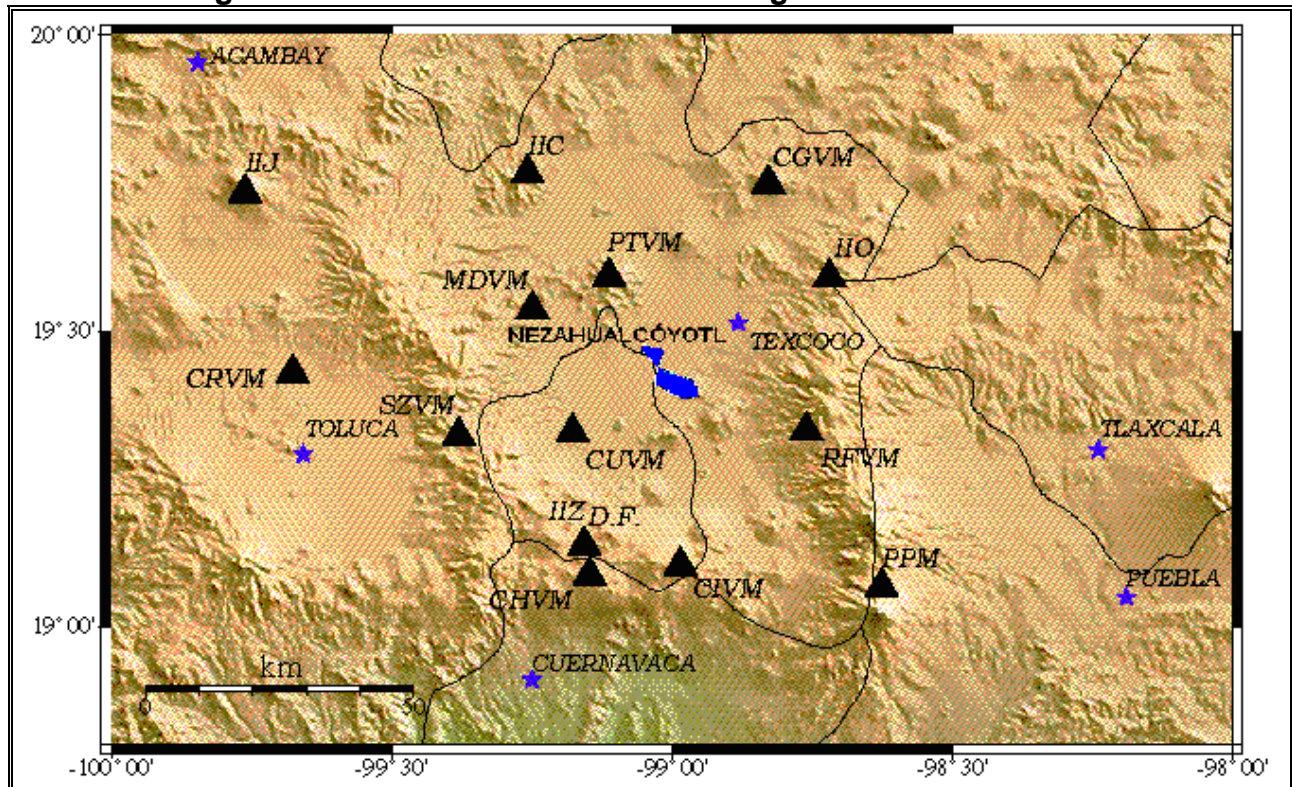 20° 00'
ACAMBAY
IIJ
IIC
CGVM
PTVM
IIO
MDVM
19° 30'
NEZAHUALCÓYOTL
TEXCOCO
CRVM
SZVM
TOLUCA
CUVM
RFVM
TLAXCALA
IIZ
D.F.
PPM
CHVM
CIVM
PUEBLA
19° 00'
km
CUERNAVACA
0
50
-100° 00'
-99° 30'
-99° 00'
-98° 30'
-98° 00'